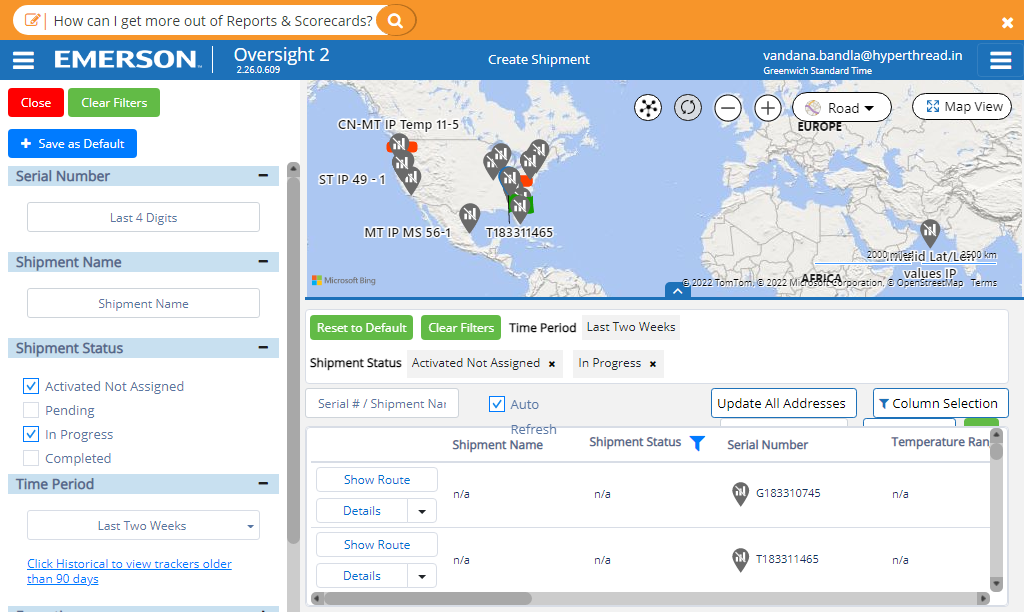 How can I get more out of Reports & Scorecards?
EMERSON
Oversight 2
2.26.0.609
Create Shipment
vandana.bandla@hyperthread.in
Greenwich Standard Time
Close
Clear Filters
+ Save as Default
Serial Number
Last 4 Digits
Shipment Name
Shipment Name
Shipment Status
Activated Not Assigned
Pending
In Progress
Completed
Time Period
Last Two Weeks
Click Historical to view trackers older
than 90 days
Road
Map View
EUROPE
CN-MT IP Temp 11-5
ST IP 49 - 1
MT IP MS 56-1
T183311465
2000 miles
2500 km
Invalid Lat/Len
values IP
AFRICA
Microsoft Bing
© 2022 TomTom, © 2022 Microsoft Corporation, © OpenStreetMap Terms
Reset to Default
Clear Filters
Time Period
Last Two Weeks
Shipment Status
Activated Not Assigned ×
In Progress ×
Serial # / Shipment Nar
Auto
Refresh
Update All Addresses
Column Selection
Shipment Name
Shipment Status
Serial Number
Temperature Ran
Show Route
Details
n/a
n/a
G183310745
n/a
Show Route
Details
n/a
n/a
T183311465
n/a